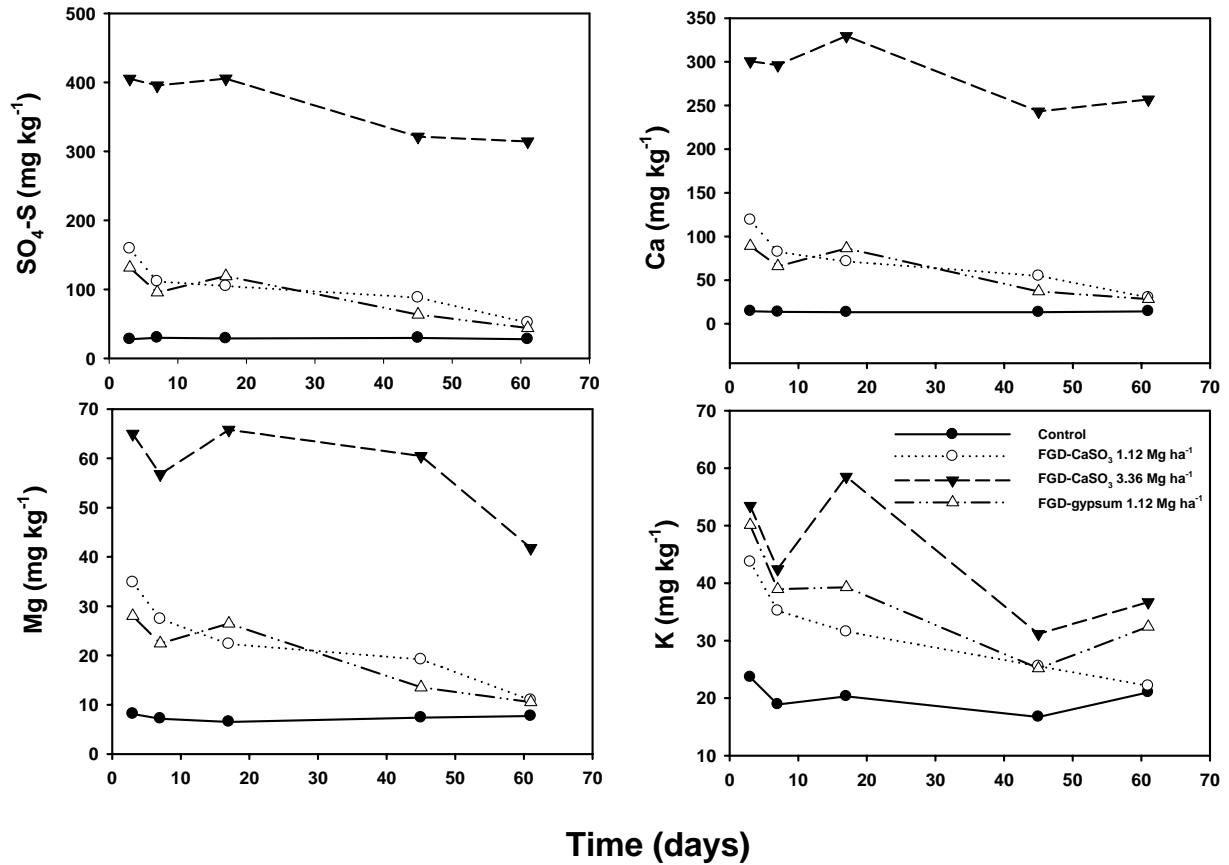 500
400
300
200
100
0
SO₄-S (mg kg⁻¹)
0 10 20 30 40 50 60 70
350
300
250
200
150
100
50
0
Ca (mg kg⁻¹)
0 10 20 30 40 50 60 70
70
60
50
40
30
20
10
0
Mg (mg kg⁻¹)
0 10 20 30 40 50 60 70
70
60
50
40
30
20
10
K (mg kg⁻¹)
Control
FGD-CaSO₃ 1.12 Mg ha⁻¹
FGD-CaSO₃ 3.36 Mg ha⁻¹
FGD-gypsum 1.12 Mg ha⁻¹
0 10 20 30 40 50 60 70
Time (days)